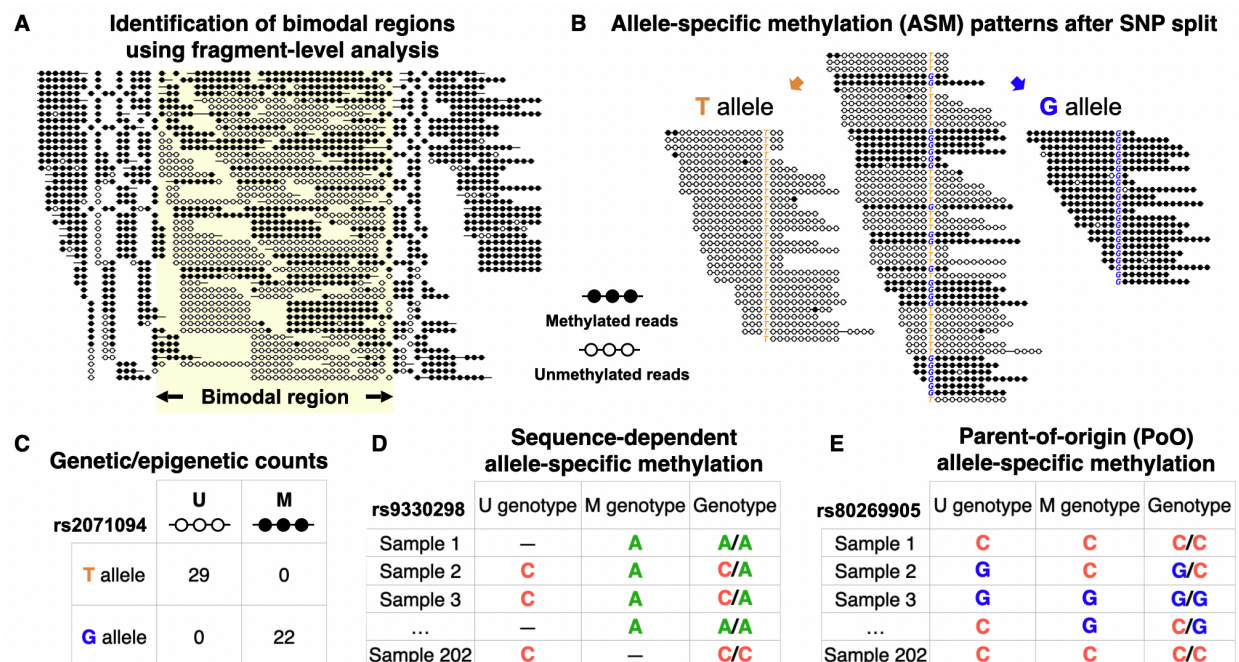 A
Identification of bimodal regions
using fragment-level analysis
Bimodal region
B
Allele-specific methylation (ASM) patterns after SNP split
T allele
G allele
Methylated reads
Unmethylated reads
C
Genetic/epigenetic counts
rs2071094 U M
T allele 29 0
G allele 0 22
D
Sequence-dependent
allele-specific methylation
rs9330298 U genotype M genotype Genotype
Sample 1 — A A/A
Sample 2 C A C/A
Sample 3 C A C/A
... — A A/A
Sample 202 C — C/C
E
Parent-of-origin (PoO)
allele-specific methylation
rs80269905 U genotype M genotype Genotype
Sample 1 C C C/C
Sample 2 G C G/C
Sample 3 G G G/G
... C G C/G
Sample 202 C C C/C